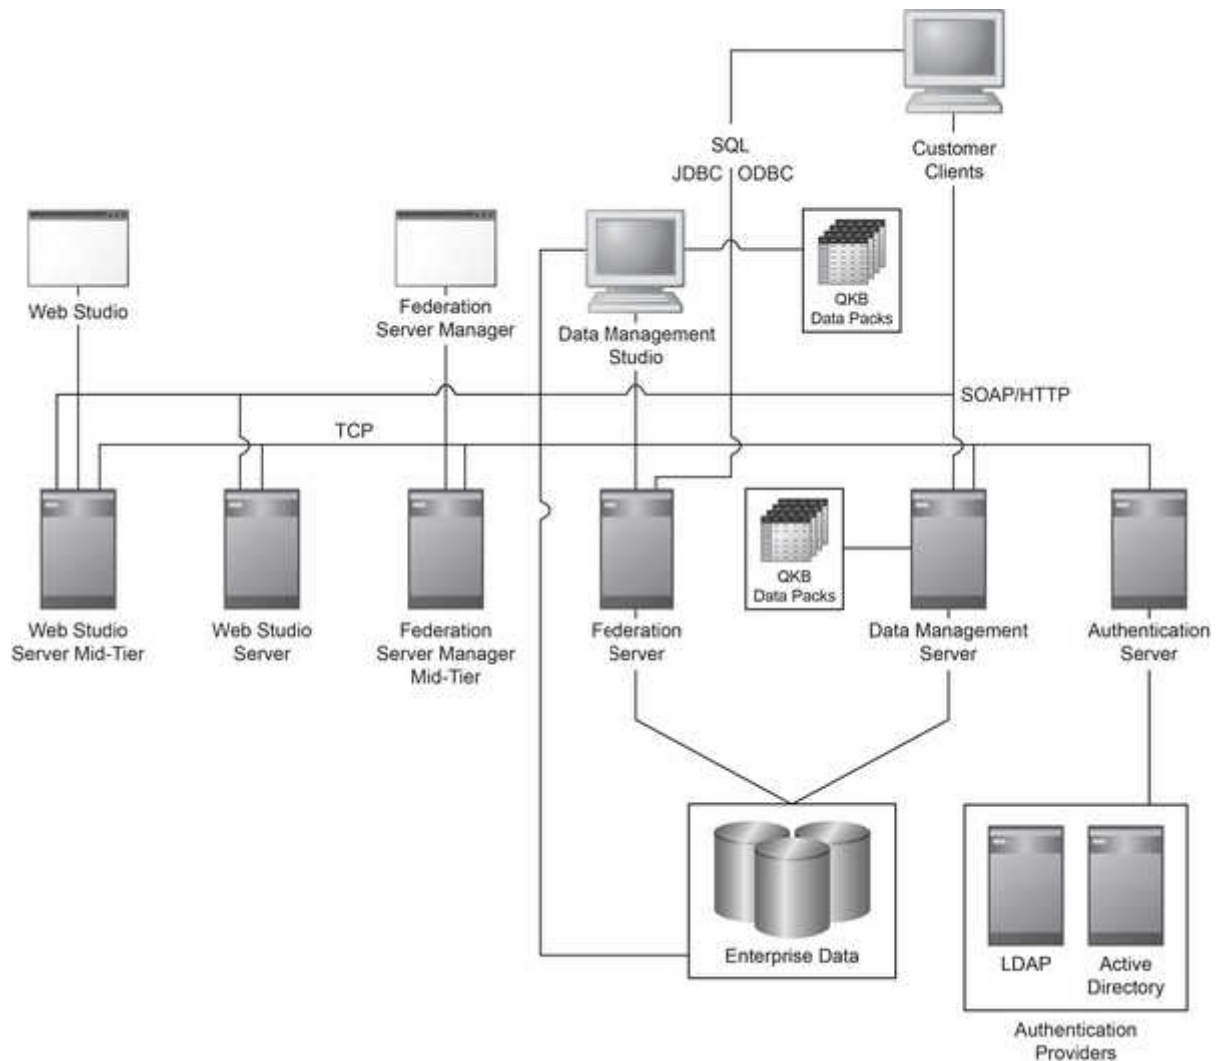 SQL
JDBC ODBC
Customer
Clients
Web Studio
Federation
Server Manager
Data Management
Studio
QKB
Data Packs
SOAP/HTTP
TCP
QKB
Data Packs
Web Studio
Server Mid-Tier
Web Studio
Server
Federation
Server Manager
Mid-Tier
Federation
Server
Data Management
Server
Authentication
Server
Enterprise Data
LDAP
Active
Directory
Authentication
Providers